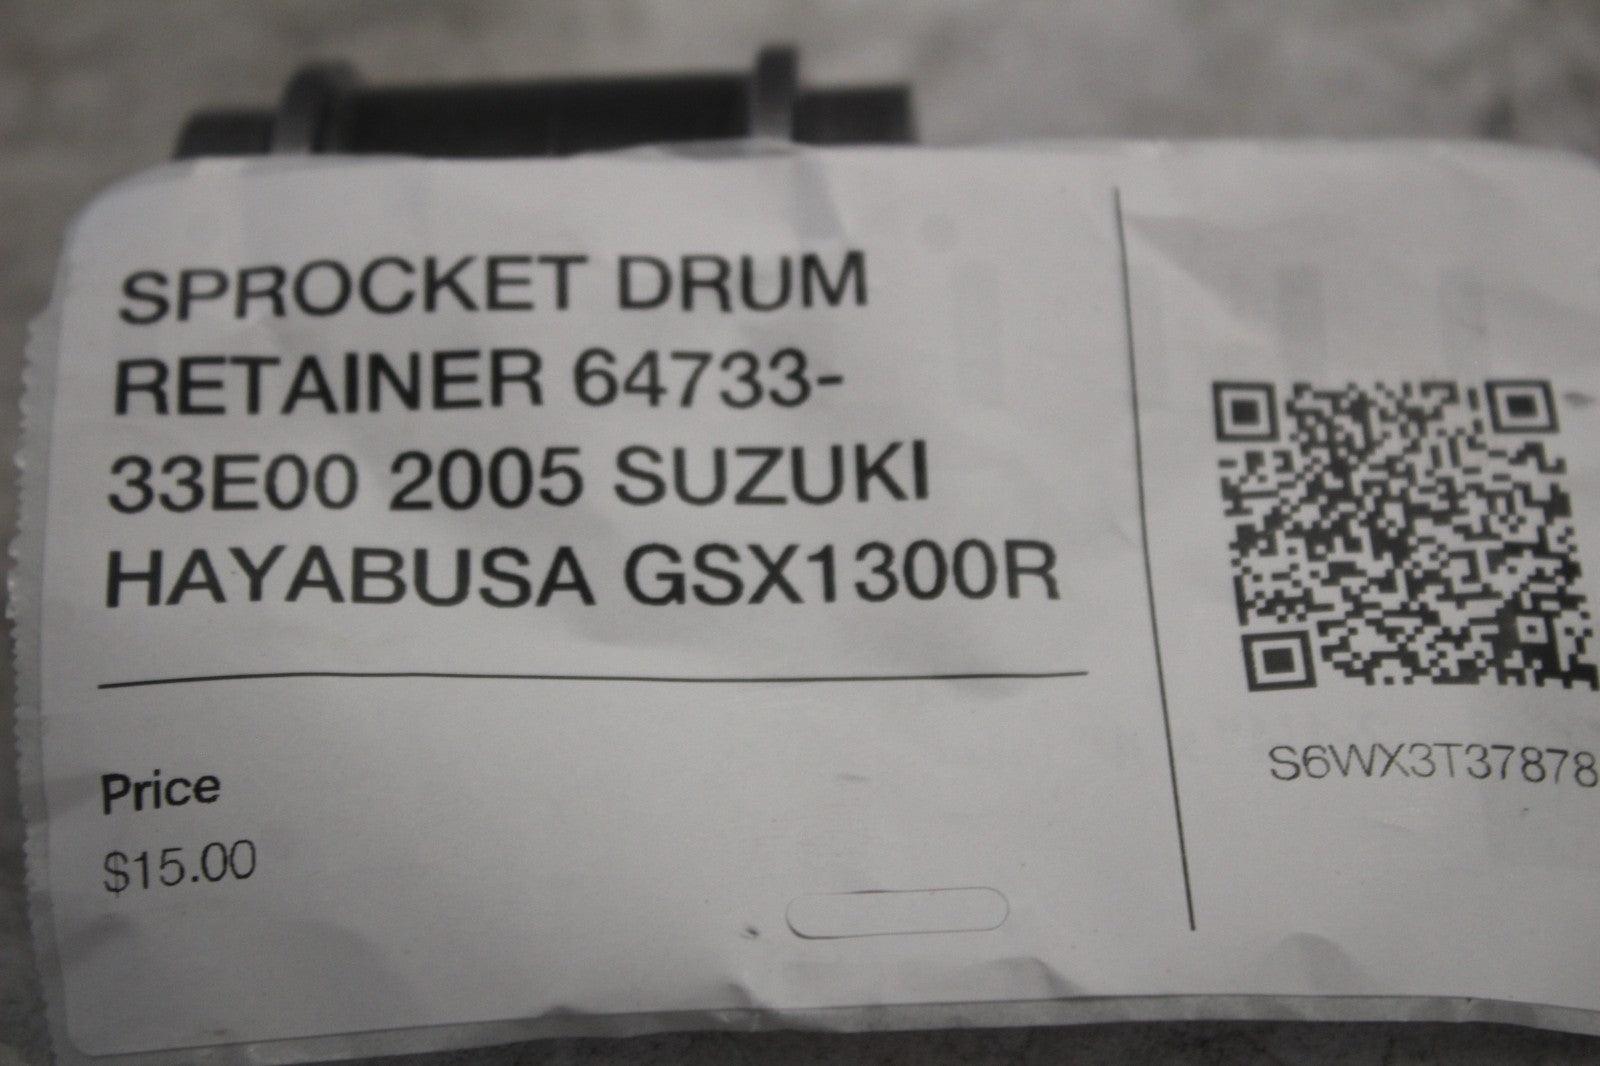 SPROCKET DRUM
RETAINER 64733-
33E00 2005 SUZUKI
HAYABUSA GSX1300R
Price
$15.00
S6WX3T37878